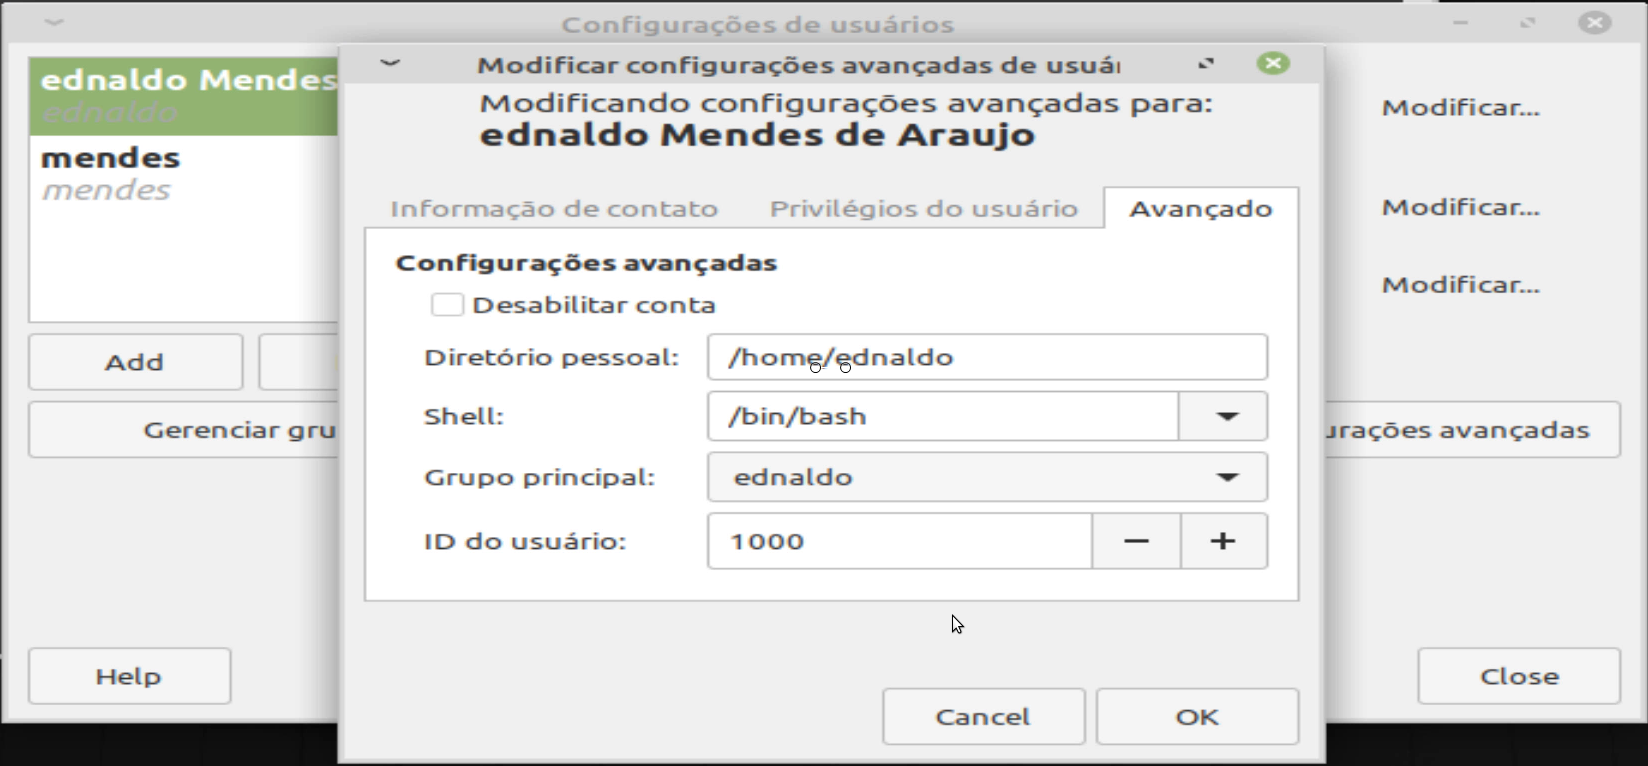 Configurações de usuários
ednaldo Mendes
ednaldo
mendes
mendes
Add
Gerenciar gru
Help
Modificar configurações avançadas de usuá
Modificando configurações avançadas para:
ednaldo Mendes de Araujo
Informação de contato Privilégios do usuário Avançado
Configurações avançadas
Desabilitar conta
Diretório pessoal: /home/ednaldo
Shell: /bin/bash
Grupo principal: ednaldo
ID do usuário: 1000
Cancel OK
Modificar...
Modificar...
Modificar...
urações avançadas
Close